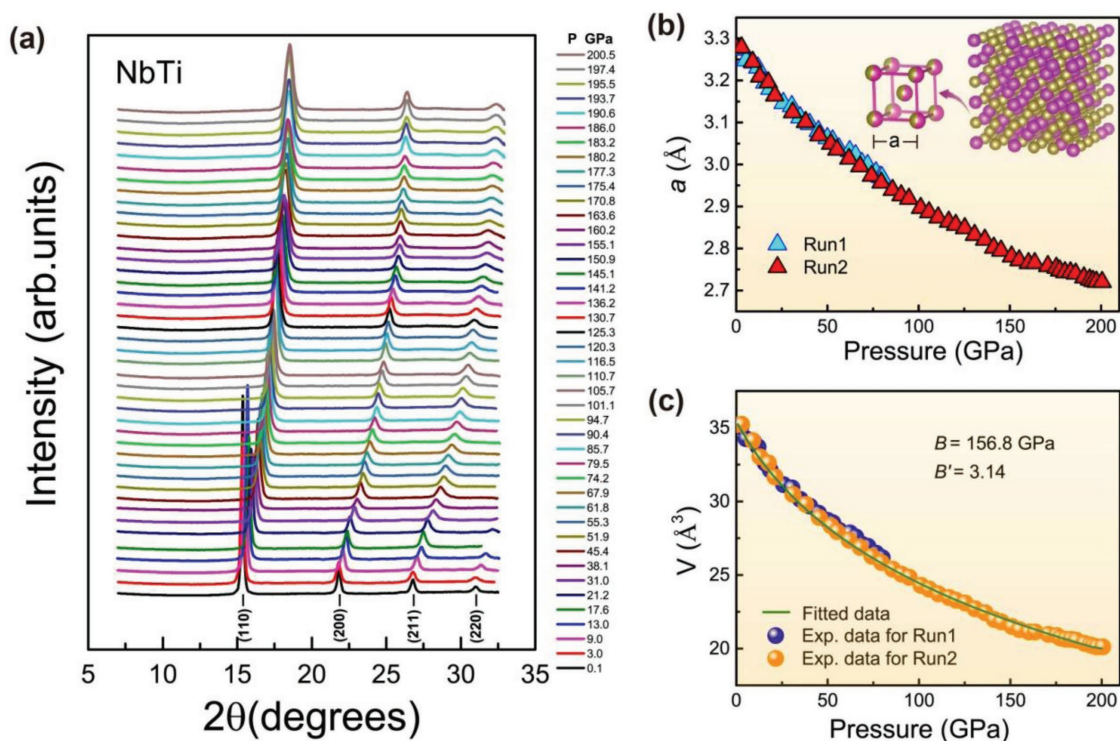 (a)
NbTi
Intensity (arb.units)
(110)
(200)
(211)
(220)
5 10 15 20 25 30 35
2θ(degrees)
P GPa
200.5
197.4
195.5
193.7
190.6
186.0
183.2
180.2
177.3
175.4
170.8
163.6
160.2
155.1
150.9
145.1
141.2
136.2
130.7
125.3
120.3
116.5
110.7
105.7
101.1
94.7
90.4
85.7
79.5
74.2
67.9
61.8
55.3
51.9
45.4
38.1
31.0
21.2
17.6
13.0
9.0
3.0
0.1
(b)
3.3
3.2
3.1
3.0
2.9
2.8
2.7
a (Å)
a
Run1
Run2
0 50 100 150 200
Pressure (GPa)
(c)
35
30
25
20
V (Å³)
B = 156.8 GPa
B' = 3.14
Fitted data
Exp. data for Run1
Exp. data for Run2
0 50 100 150 200
Pressure (GPa)